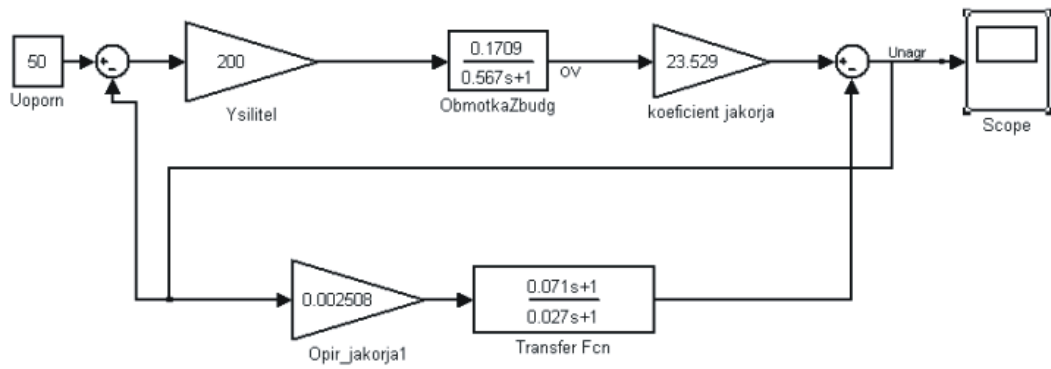 50
Uoporn
+
-
200
Ysilitel
0.1709
0.567s+1
ObmotkaZbudg
OV
23.529
koeficient jakorja
+
-
Unagr
Scope
0.002508
Opir_jakorja1
0.071s+1
0.027s+1
Transfer Fcn